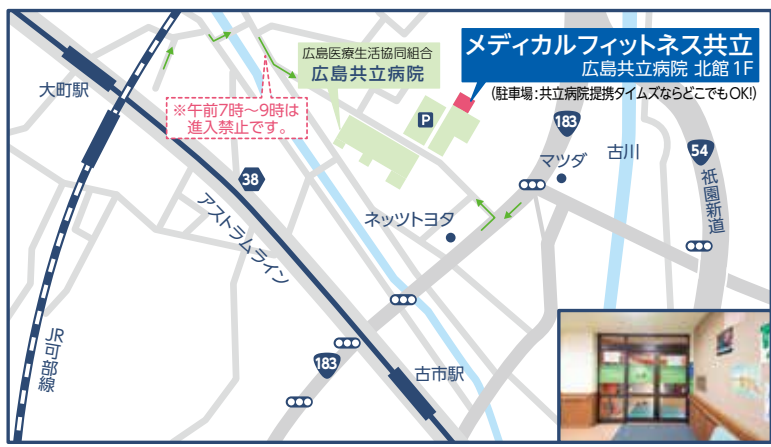 メディカルフィットネス共立
広島共立病院 北館1F
(駐車場:共立病院提携タイムズならどこでもOK!)
広島医療生活協同組合
広島共立病院
大町駅
※午前7時～9時は
進入禁止です。
P
183
マツダ
古川
54
祇園新道
38
アストラムライン
ネッツトヨタ
JR可部線
183
古市駅